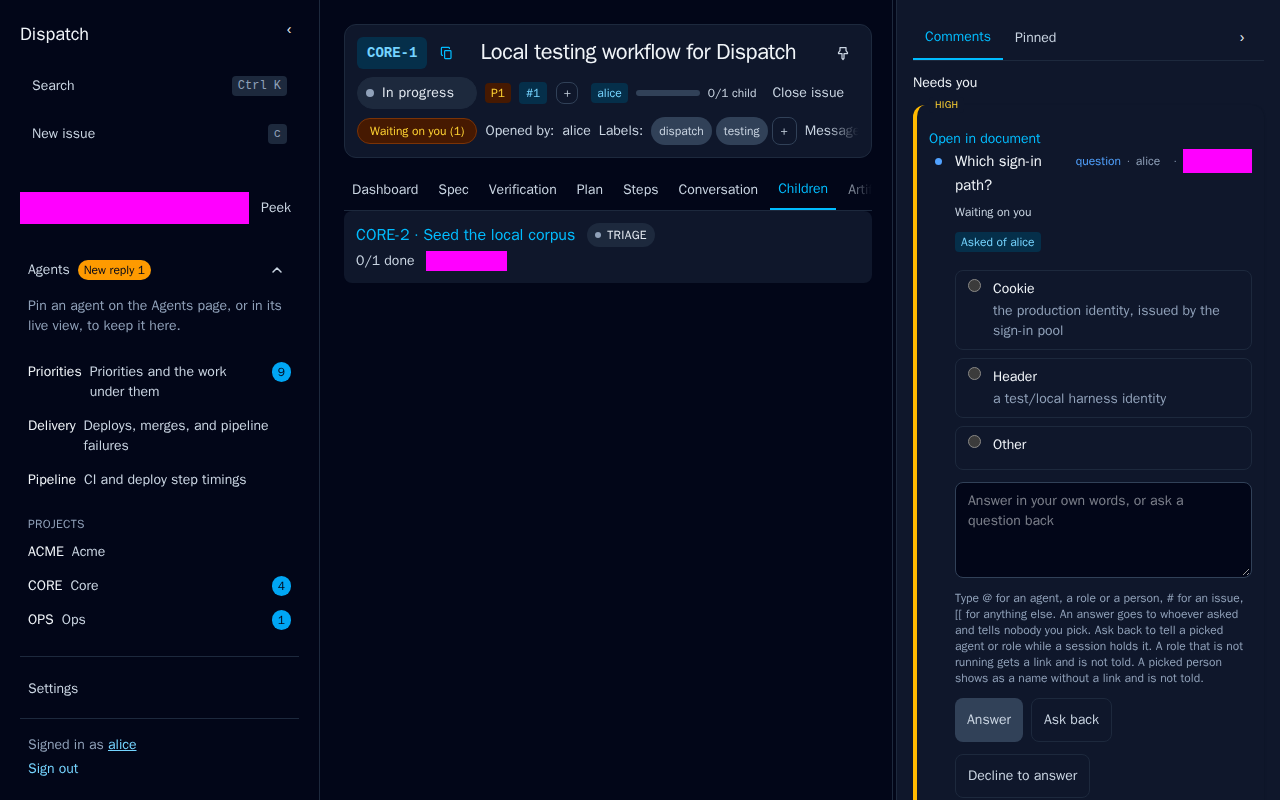 Dispatch
Search Ctrl K
New issue c
Peek
Agents New reply 1
Pin an agent on the Agents page, or in its
live view, to keep it here.
Priorities Priorities and the work
under them 9
Delivery Deploys, merges, and pipeline
failures
Pipeline CI and deploy step timings
PROJECTS
ACME Acme
CORE Core 4
OPS Ops 1
Settings
Signed in as alice
Sign out
CORE-1 Local testing workflow for Dispatch
In progress P1 #1 + alice 0/1 child Close issue
Waiting on you (1) Opened by: alice Labels: dispatch testing + Message
Dashboard Spec Verification Plan Steps Conversation Children
CORE-2 · Seed the local corpus TRIAGE
0/1 done
Comments Pinned
Needs you
HIGH
Open in document
Which sign-in
path?
question · alice ·
Waiting on you
Asked of alice
Cookie
the production identity, issued by the
sign-in pool
Header
a test/local harness identity
Other
Answer in your own words, or ask a
question back
Type @ for an agent, a role or a person, # for an issue,
[[ for anything else. An answer goes to whoever asked
and tells nobody you pick. Ask back to tell a picked
agent or role while a session holds it. A role that is not
running gets a link and is not told. A picked person
shows as a name without a link and is not told.
Answer Ask back
Decline to answer